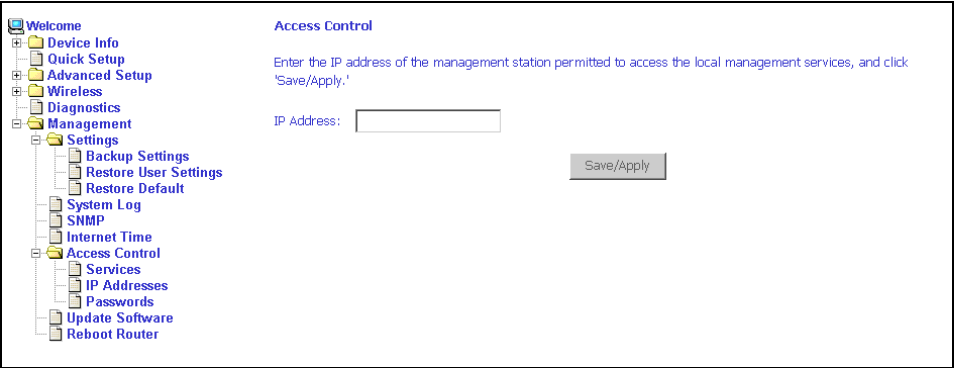 Welcome
Device Info
Quick Setup
Advanced Setup
Wireless
Diagnostics
Management
Settings
Backup Settings
Restore User Settings
Restore Default
System Log
SNMP
Internet Time
Access Control
Services
IP Addresses
Passwords
Update Software
Reboot Router
Access Control
Enter the IP address of the management station permitted to access the local management services, and click
'Save/Apply.'
IP Address:
Save/Apply